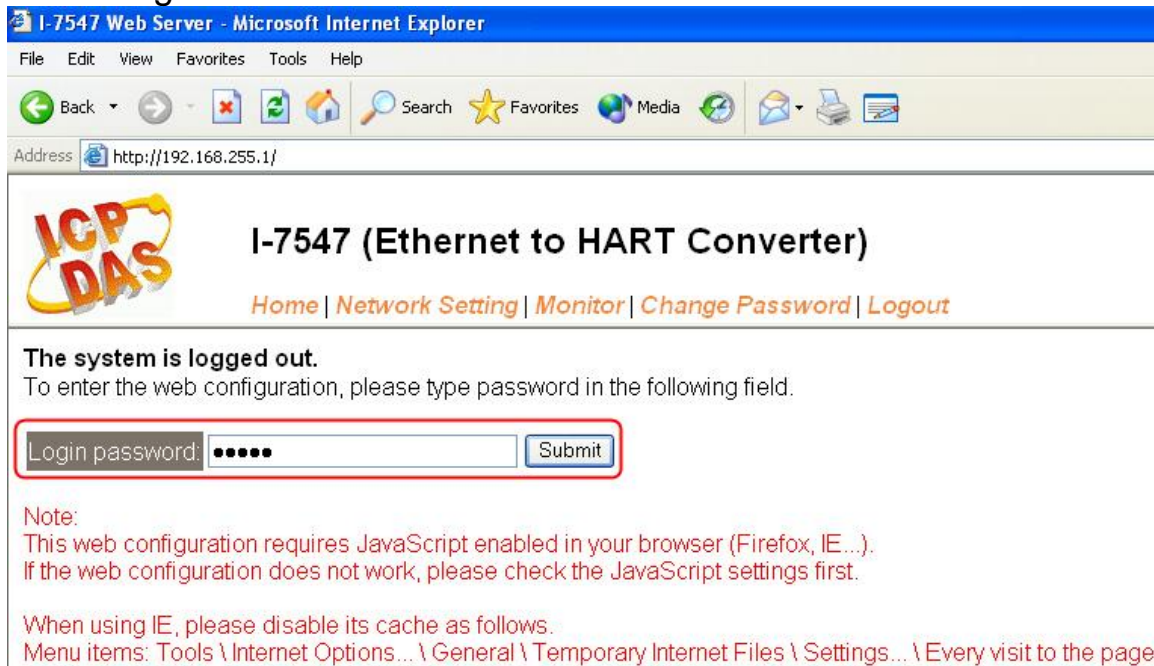 I-7547 Web Server - Microsoft Internet Explorer
File Edit View Favorites Tools Help
Back Search Favorites Media
Address http://192.168.255.1/
ICP DAS
I-7547 (Ethernet to HART Converter)
Home | Network Setting | Monitor | Change Password | Logout
The system is logged out.
To enter the web configuration, please type password in the following field.
Login password: ••••• Submit
Note:
This web configuration requires JavaScript enabled in your browser (Firefox, IE...).
If the web configuration does not work, please check the JavaScript settings first.
When using IE, please disable its cache as follows.
Menu items: Tools \ Internet Options... \ General \ Temporary Internet Files \ Settings... \ Every visit to the page